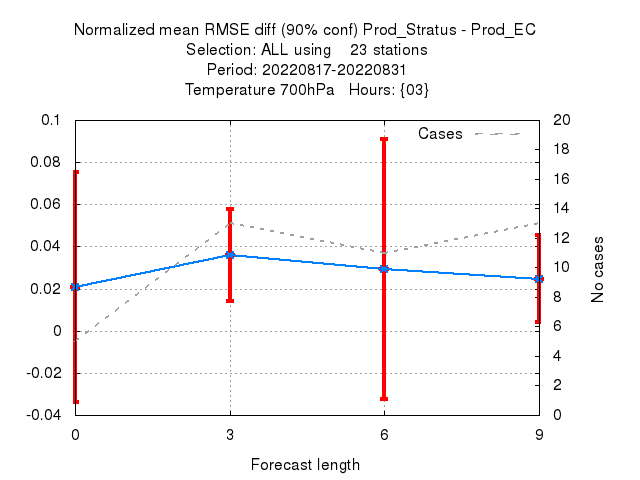 Normalized mean RMSE diff (90% conf) Prod_Stratus - Prod_EC
Selection: ALL using 23 stations
Period: 20220817-20220831
Temperature 700hPa Hours: {03}
Cases
0.1
0.08
0.06
0.04
0.02
0
-0.02
-0.04
20
18
16
14
12
10
8
6
4
2
0
No cases
0 3 6 9
Forecast length